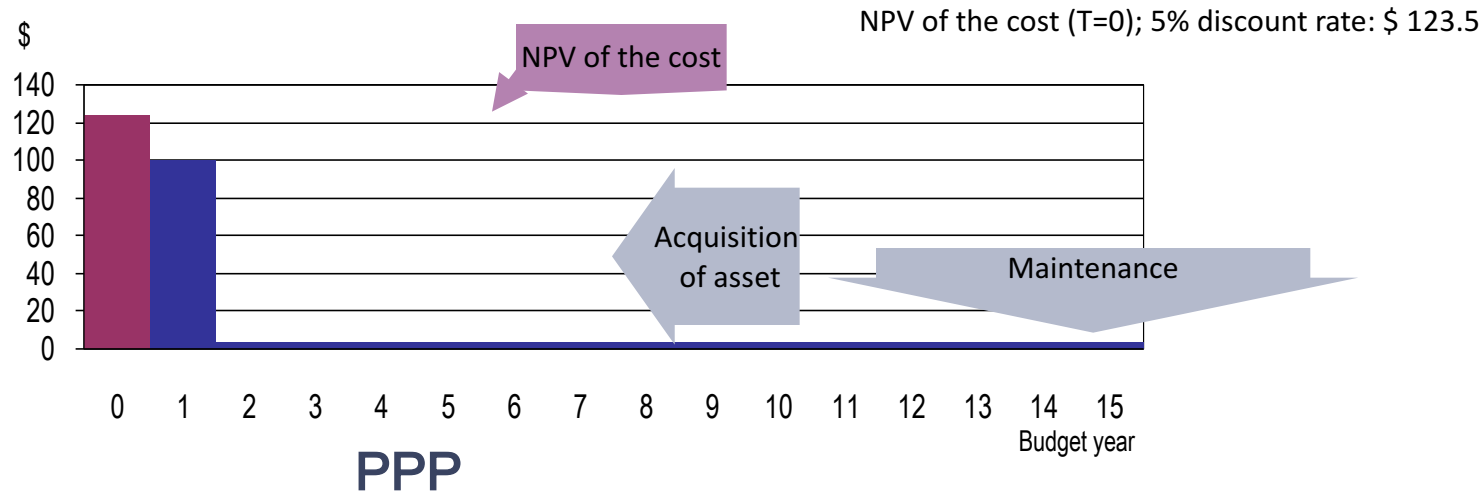 NPV of the cost (T=0); 5% discount rate: $ 123.5
$
NPV of the cost
140
120
100
80
60
40
20
0
Acquisition
of asset
Maintenance
0 1 2 3 4 5 6 7 8 9 10 11 12 13 14 15
Budget year
PPP